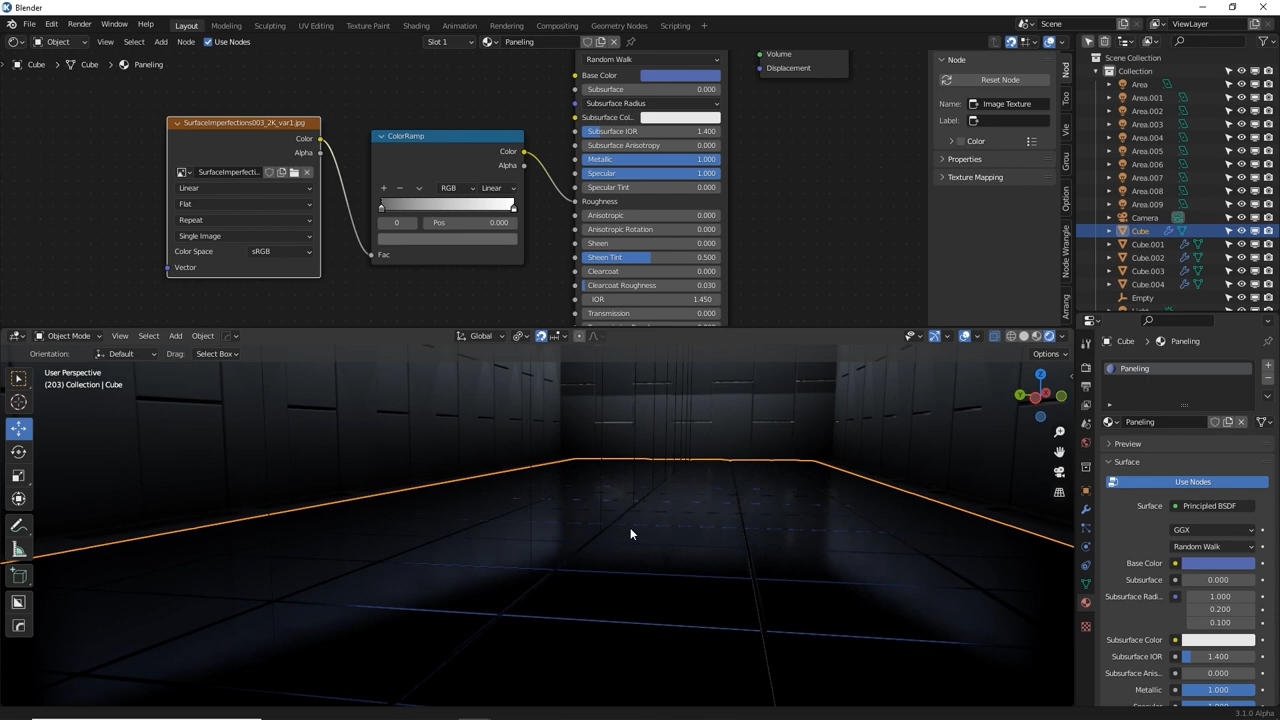 Blender
File Edit Render Window Help Layout Modeling Sculpting UV Editing Texture Paint Shading Animation Rendering Compositing Geometry Nodes Scripting + Scene ViewLayer
Object View Select Add Node Use Nodes Slot 1 Paneling
Cube > Cube > Paneling
SurfaceImperfections003_2K_var1.jpg
Color
Alpha
SurfaceImperfecti...
Linear
Flat
Repeat
Single Image
Color Space sRGB
Vector
ColorRamp
Color
Alpha
RGB Linear
0 Pos 0.000
Fac
Random Walk
Base Color
Subsurface 0.000
Subsurface Radius
Subsurface Col...
Subsurface IOR 1.400
Subsurface Anisotropy 0.000
Metallic 1.000
Specular 1.000
Specular Tint 0.000
Roughness
Anisotropic 0.000
Anisotropic Rotation 0.000
Sheen 0.000
Sheen Tint 0.500
Clearcoat 0.000
Clearcoat Roughness 0.030
IOR 1.450
Transmission 0.000
Volume
Displacement
Node
Reset Node
Name: Image Texture
Label:
Color
Properties
Texture Mapping
Nod
Too
Vie
Grou
Option
Node Wrangle
Arrang
Scene Collection
Collection
Area
Area.001
Area.002
Area.003
Area.004
Area.005
Area.006
Area.007
Area.008
Area.009
Camera
Cube
Cube.001
Cube.002
Cube.003
Cube.004
Empty
Object Mode View Select Add Object Global
Orientation: Default Drag: Select Box Options
User Perspective
(203) Collection | Cube
Z
Y
X
Cube > Paneling
Paneling
Paneling
Preview
Surface
Use Nodes
Surface Principled BSDF
GGX
Random Walk
Base Color
Subsurface 0.000
Subsurface Radi... 1.000
0.200
0.100
Subsurface Color
Subsurface IOR 1.400
Subsurface Anis... 0.000
Metallic 1.000
3.1.0 Alpha